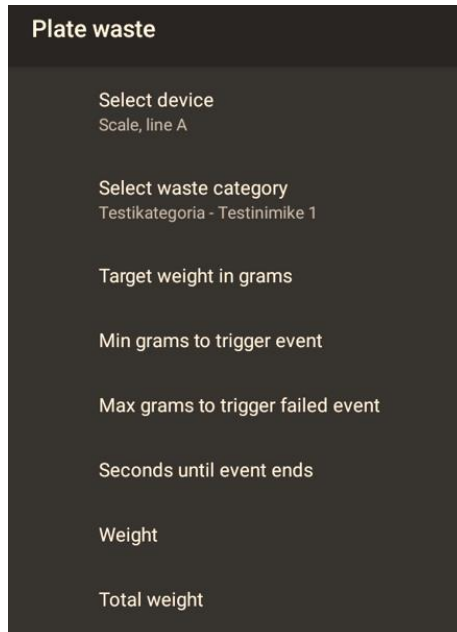 Plate waste
Select device
Scale, line A
Select waste category
Testikategoria - Testinimike 1
Target weight in grams
Min grams to trigger event
Max grams to trigger failed event
Seconds until event ends
Weight
Total weight